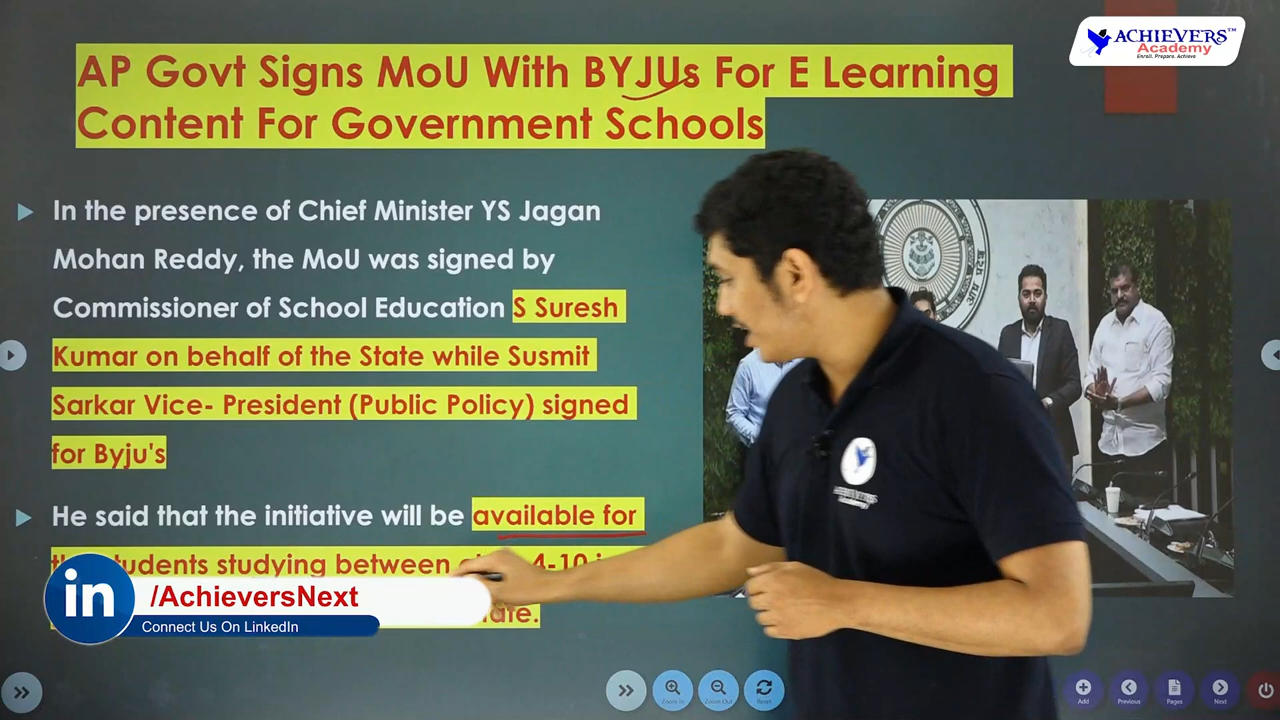 ACHIEVERS™
Academy
Enroll. Prepare. Achieve
AP Govt Signs MoU With BYJUs For E Learning
Content For Government Schools
In the presence of Chief Minister YS Jagan
Mohan Reddy, the MoU was signed by
Commissioner of School Education S Suresh
Kumar on behalf of the State while Susmit
Sarkar Vice- President (Public Policy) signed
for Byju's
He said that the initiative will be available for
students studying between 4-10
in
/AchieversNext
Connect Us On LinkedIn
Zoom In
Zoom Out
Reset
Add
Previous
Pages
Next